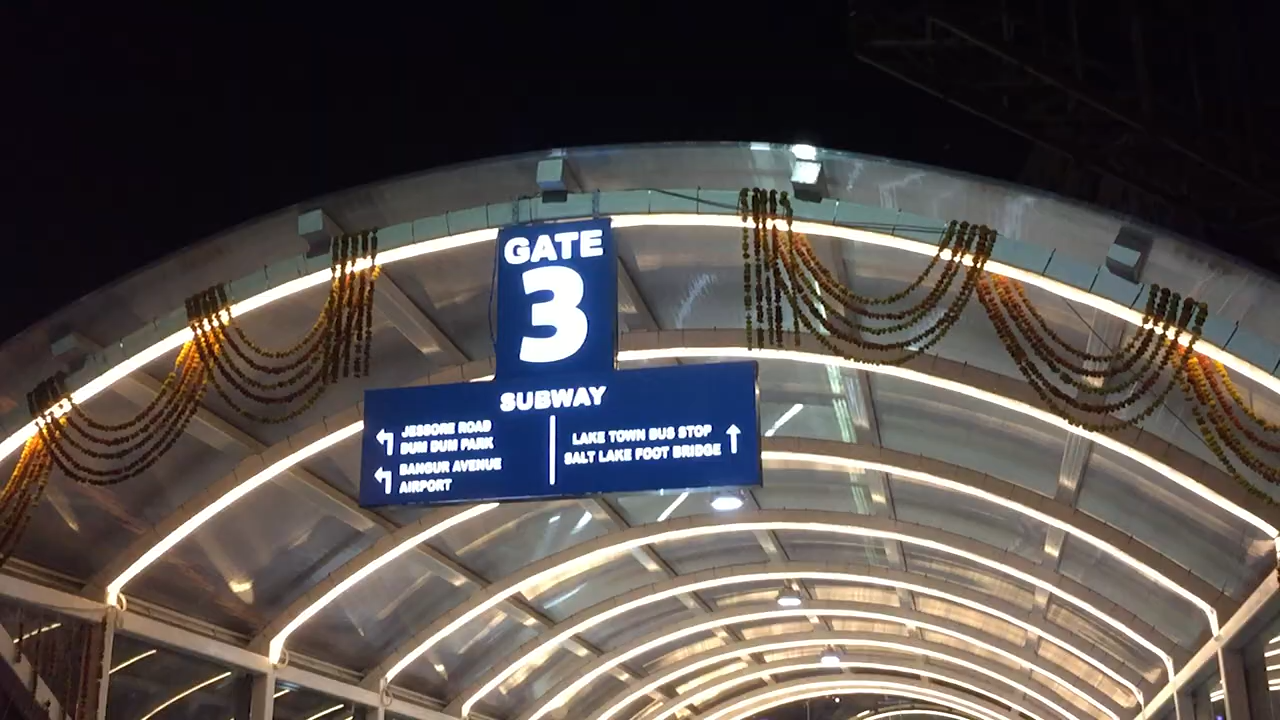 GATE
3
SUBWAY
JESSORE ROAD
DUM DUM PARK
BANGUR AVENUE
AIRPORT
LAKE TOWN BUS STOP
SALT LAKE FOOT BRIDGE